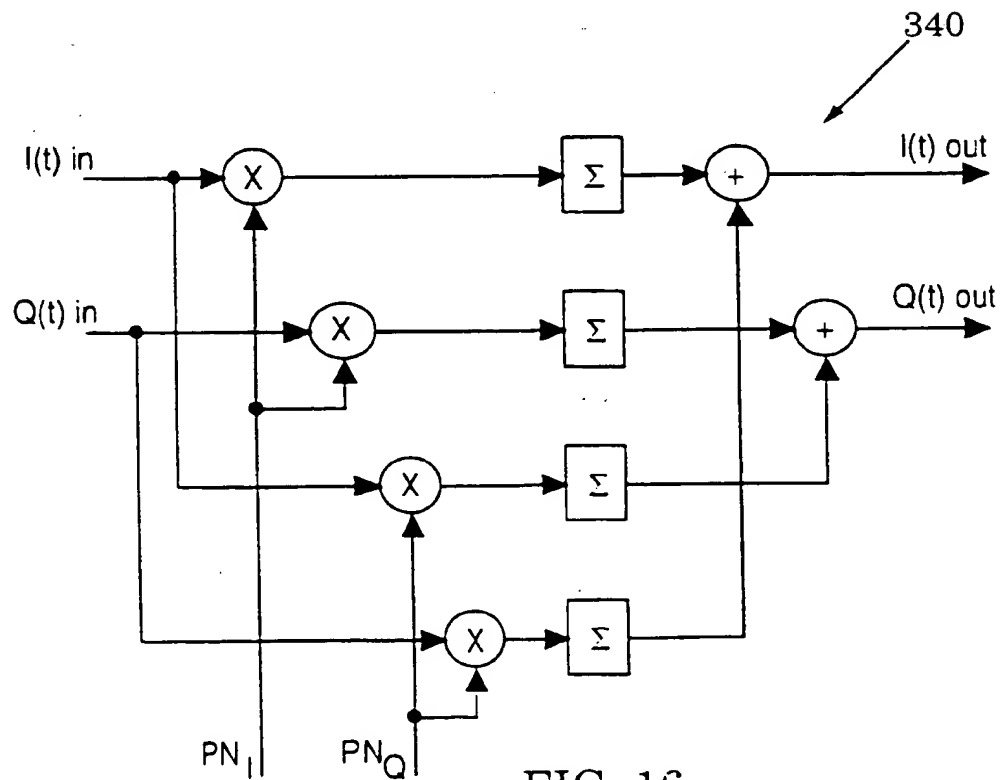 340
I(t) in
X
Σ
+
I(t) out
Q(t) in
X
Σ
+
Q(t) out
X
Σ
X
Σ
PN_I
PN_Q